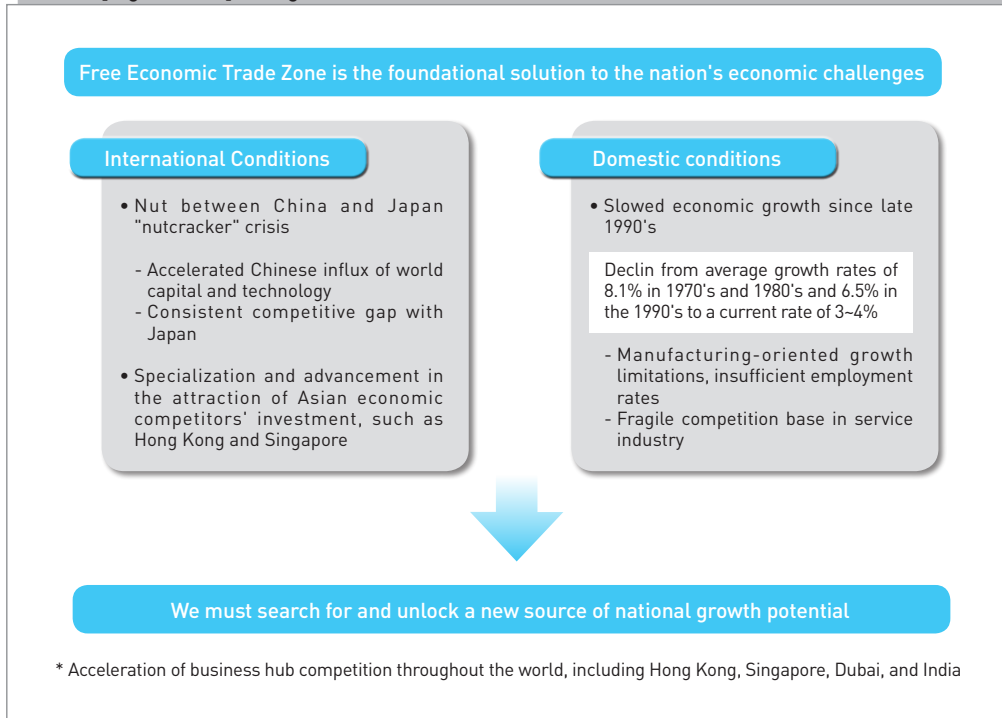 Free Economic Trade Zone is the foundational solution to the nation's economic challenges
International Conditions
• Nut between China and Japan
"nutcracker" crisis
- Accelerated Chinese influx of world
capital and technology
- Consistent competitive gap with
Japan
• Specialization and advancement in
the attraction of Asian economic
competitors' investment, such as
Hong Kong and Singapore
Domestic conditions
• Slowed economic growth since late
1990's
Declin from average growth rates of
8.1% in 1970's and 1980's and 6.5% in
the 1990's to a current rate of 3~4%
- Manufacturing-oriented growth
limitations, insufficient employment
rates
- Fragile competition base in service
industry
We must search for and unlock a new source of national growth potential
* Acceleration of business hub competition throughout the world, including Hong Kong, Singapore, Dubai, and India